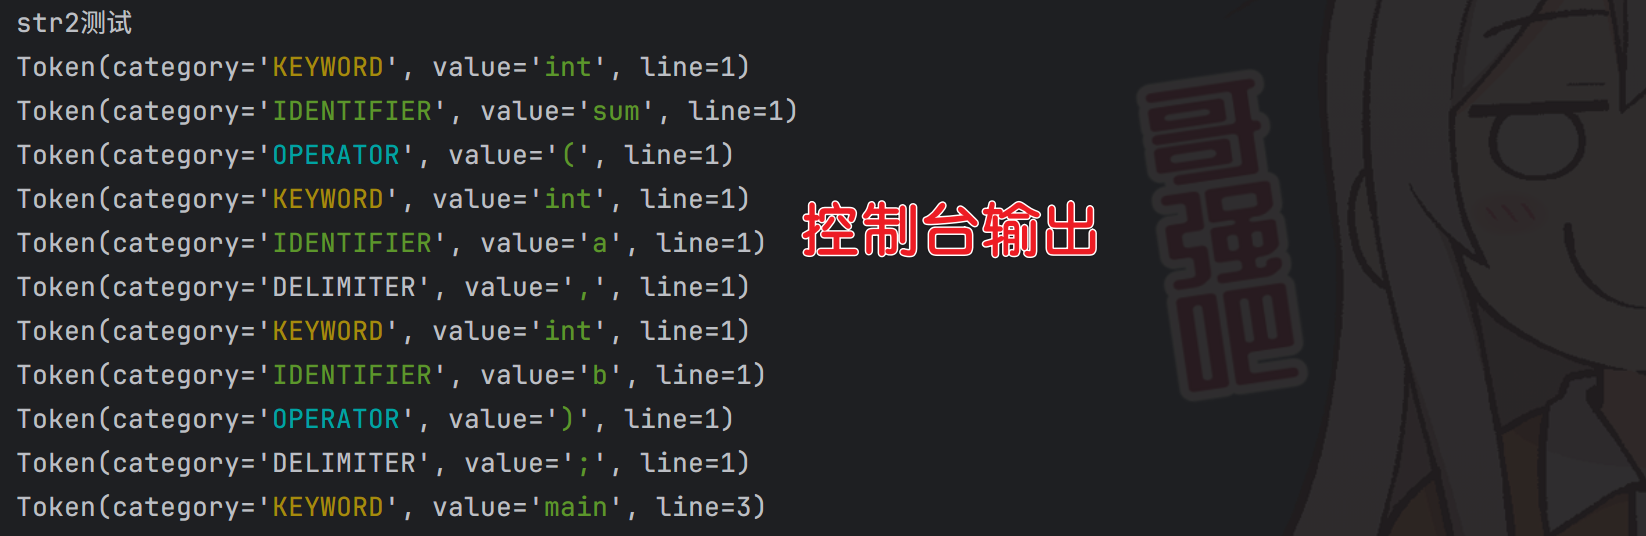 str2测试
Token(category='KEYWORD', value='int', line=1)
Token(category='IDENTIFIER', value='sum', line=1)
Token(category='OPERATOR', value='(', line=1)
Token(category='KEYWORD', value='int', line=1)
Token(category='IDENTIFIER', value='a', line=1)
控制台输出
Token(category='DELIMITER', value=',', line=1)
Token(category='KEYWORD', value='int', line=1)
Token(category='IDENTIFIER', value='b', line=1)
Token(category='OPERATOR', value=')', line=1)
Token(category='DELIMITER', value=';', line=1)
Token(category='KEYWORD', value='main', line=3)
哥强吧